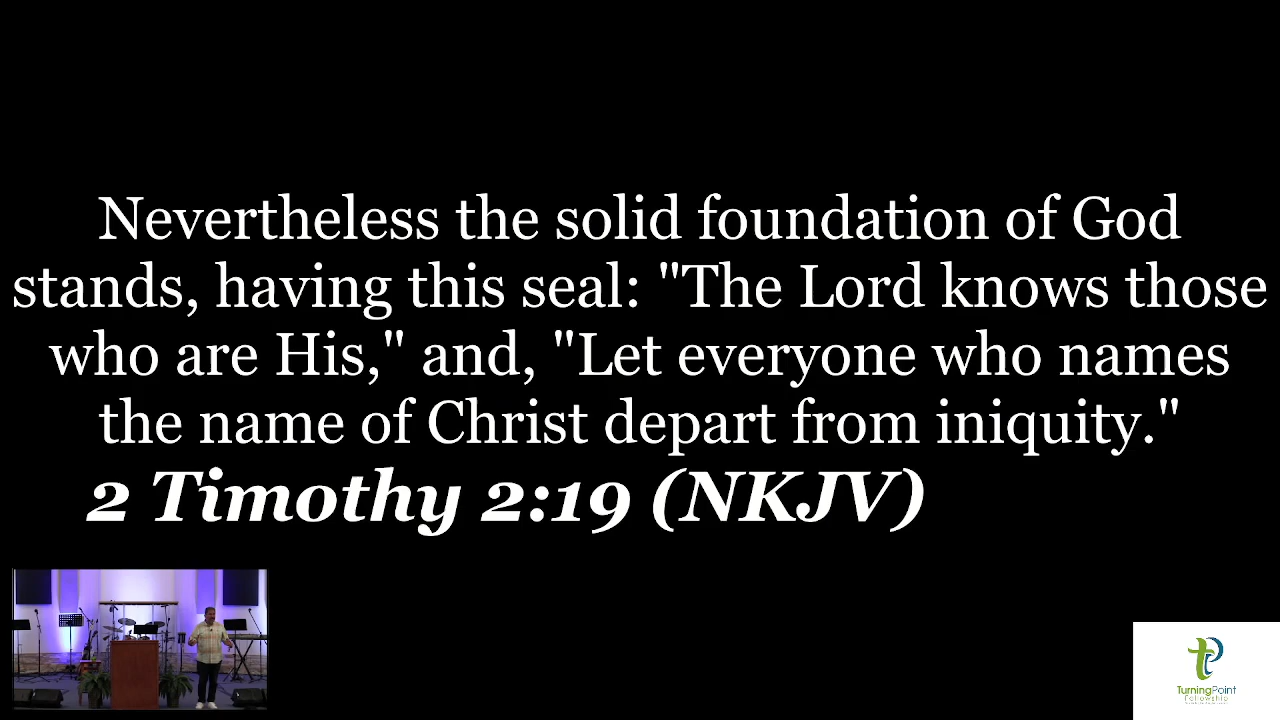 Nevertheless the solid foundation of God
stands, having this seal: "The Lord knows those
who are His," and, "Let everyone who names
the name of Christ depart from iniquity."
2 Timothy 2:19 (NKJV)
TurningPoint
Fellowship